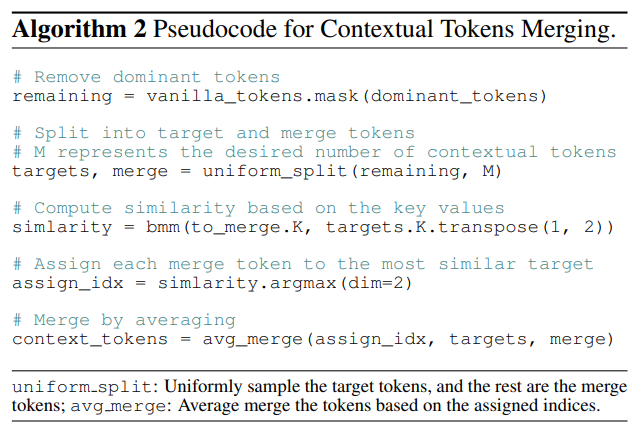 Algorithm 2 Pseudocode for Contextual Tokens Merging.
# Remove dominant tokens
remaining = vanilla_tokens.mask(dominant_tokens)
# Split into target and merge tokens
# M represents the desired number of contextual tokens
targets, merge = uniform_split(remaining, M)
# Compute similarity based on the key values
simlarity = bmm(to_merge.K, targets.K.transpose(1, 2))
# Assign each merge token to the most similar target
assign_idx = simlarity.argmax(dim=2)
# Merge by averaging
context_tokens = avg_merge(assign_idx, targets, merge)
uniform_split: Uniformly sample the target tokens, and the rest are the merge
tokens; avg_merge: Average merge the tokens based on the assigned indices.